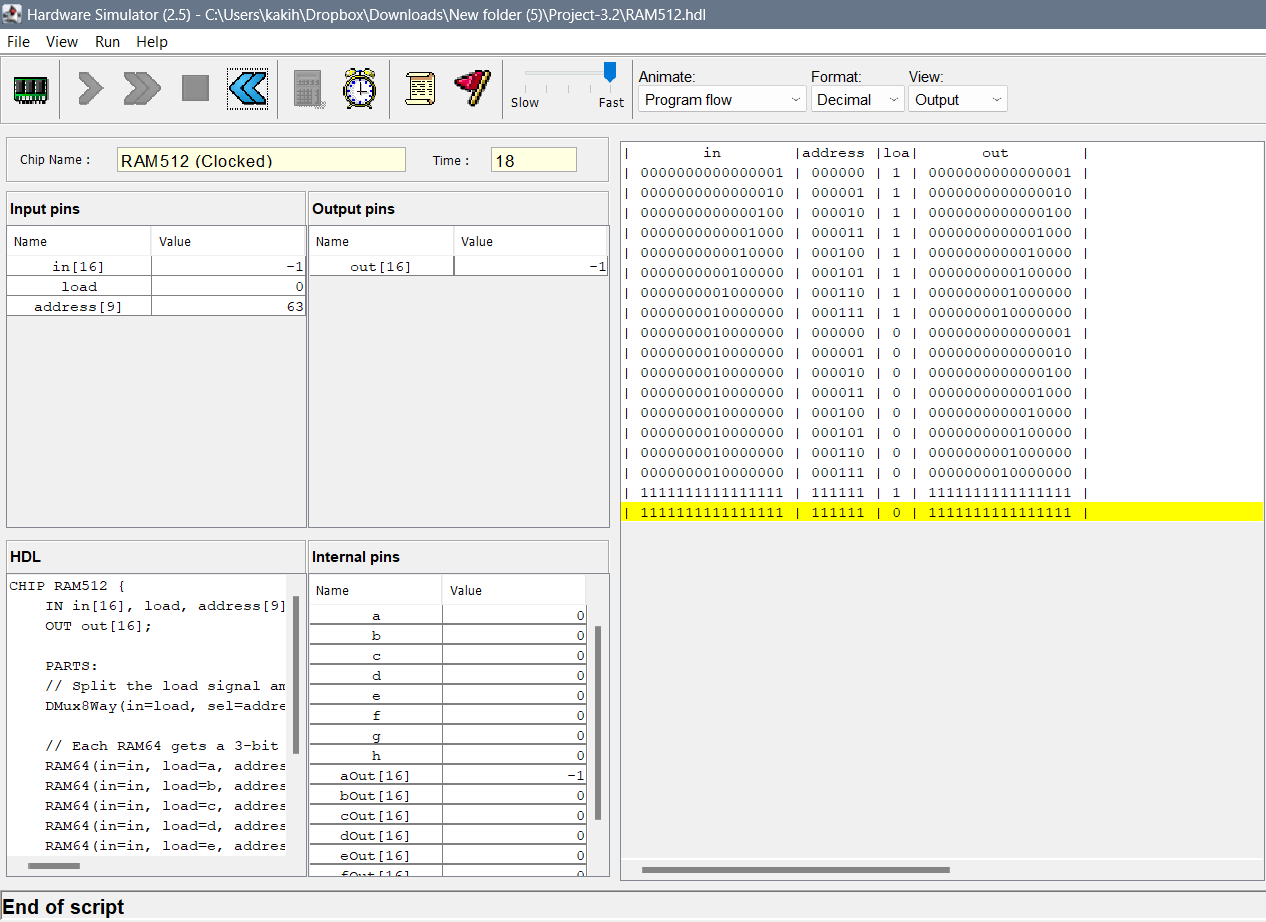 Hardware Simulator (2.5) - C:\Users\kakih\Dropbox\Downloads\New folder (5)\Project-3.2\RAM512.hdl
File View Run Help
Slow Fast
Animate: Format: View:
Program flow Decimal Output
Chip Name : RAM512 (Clocked) Time : 18
Input pins
Name Value
in[16] -1
load 0
address[9] 63
Output pins
Name Value
out[16] -1
HDL
CHIP RAM512 {
IN in[16], load, address[9]
OUT out[16];
PARTS:
// Split the load signal am
DMux8Way(in=load, sel=addre
// Each RAM64 gets a 3-bit
RAM64(in=in, load=a, addres
RAM64(in=in, load=b, addres
RAM64(in=in, load=c, addres
RAM64(in=in, load=d, addres
RAM64(in=in, load=e, addres
Internal pins
Name Value
a 0
b 0
c 0
d 0
e 0
f 0
g 0
h 0
aOut[16] -1
bOut[16] 0
cOut[16] 0
dOut[16] 0
eOut[16] 0
fOut[16] 0
| in |address |loa| out |
| 0000000000000001 | 000000 | 1 | 0000000000000001 |
| 0000000000000010 | 000001 | 1 | 0000000000000010 |
| 0000000000000100 | 000010 | 1 | 0000000000000100 |
| 0000000000001000 | 000011 | 1 | 0000000000001000 |
| 0000000000010000 | 000100 | 1 | 0000000000010000 |
| 0000000000100000 | 000101 | 1 | 0000000000100000 |
| 0000000001000000 | 000110 | 1 | 0000000001000000 |
| 0000000010000000 | 000111 | 1 | 0000000010000000 |
| 0000000010000000 | 000000 | 0 | 0000000000000001 |
| 0000000010000000 | 000001 | 0 | 0000000000000010 |
| 0000000010000000 | 000010 | 0 | 0000000000000100 |
| 0000000010000000 | 000011 | 0 | 0000000000001000 |
| 0000000010000000 | 000100 | 0 | 0000000000010000 |
| 0000000010000000 | 000101 | 0 | 0000000000100000 |
| 0000000010000000 | 000110 | 0 | 0000000001000000 |
| 0000000010000000 | 000111 | 0 | 0000000010000000 |
| 1111111111111111 | 111111 | 1 | 1111111111111111 |
| 1111111111111111 | 111111 | 0 | 1111111111111111 |
End of script